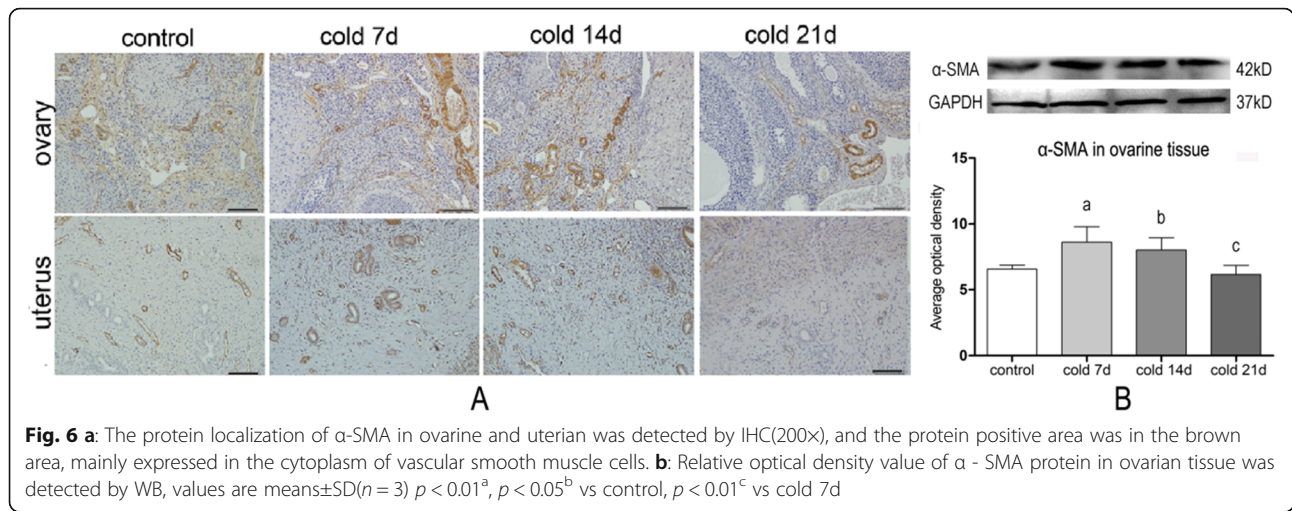 control
cold 7d
cold 14d
cold 21d
ovary
uterus
A
α-SMA
42kD
GAPDH
37kD
α-SMA in ovarine tissue
Average optical density
15
10
5
0
a
b
c
control
cold 7d
cold 14d
cold 21d
B
Fig. 6 a: The protein localization of α-SMA in ovarine and uterian was detected by IHC(200×), and the protein positive area was in the brown
area, mainly expressed in the cytoplasm of vascular smooth muscle cells. b: Relative optical density value of α - SMA protein in ovarian tissue was
detected by WB, values are means±SD(n = 3) p < 0.01a, p < 0.05b vs control, p < 0.01c vs cold 7d